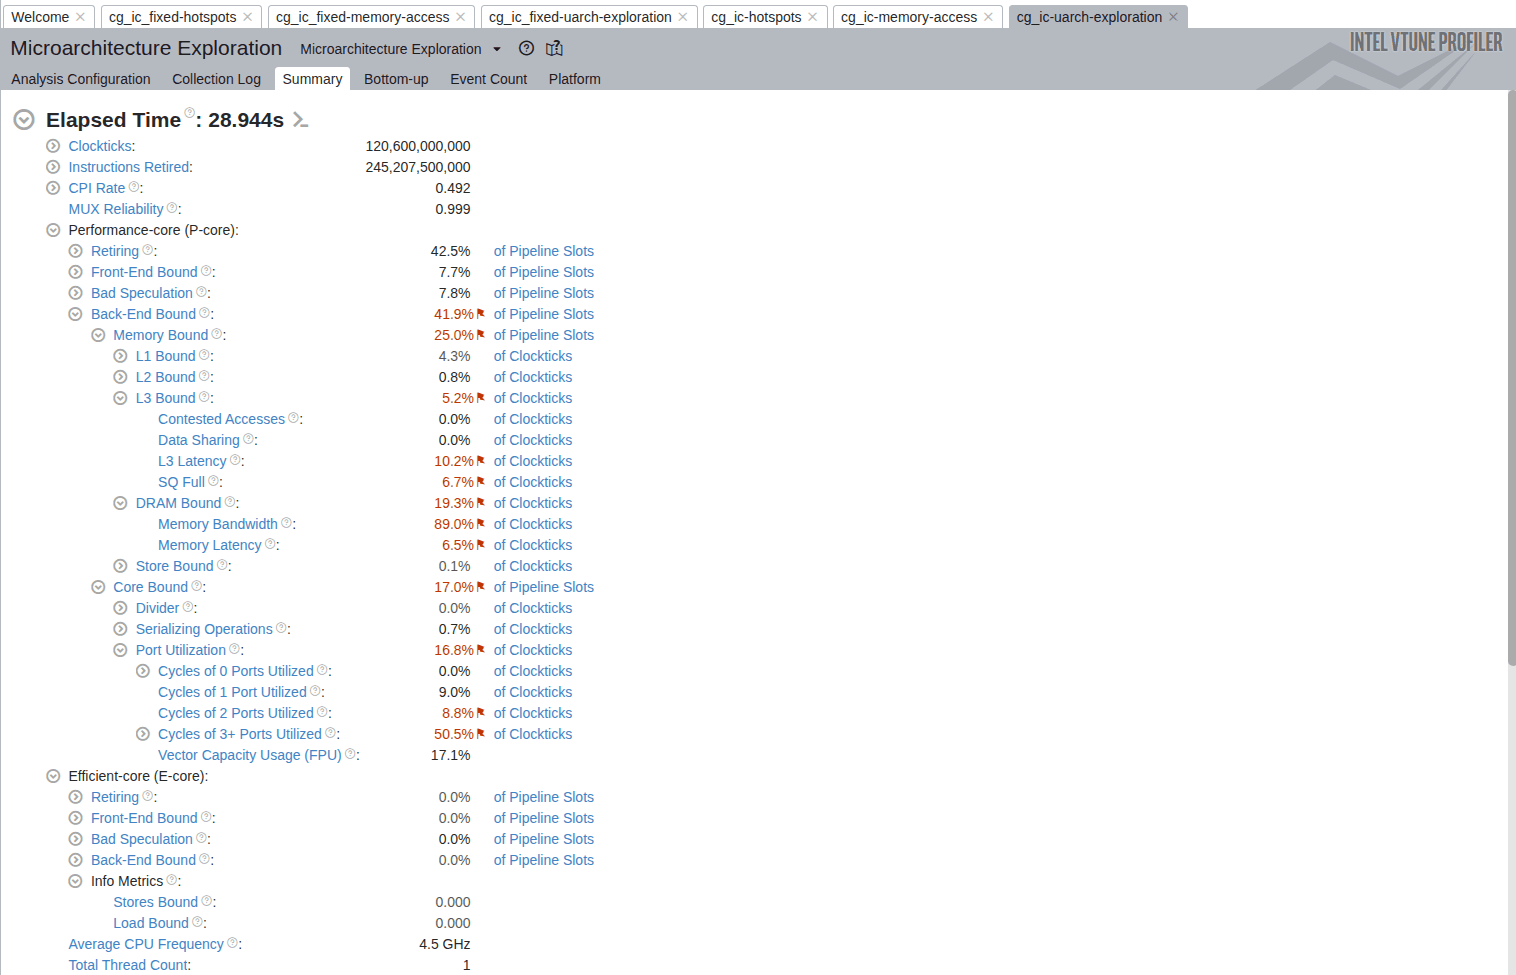 Welcome cg_ic_fixed-hotspots cg_ic_fixed-memory-access cg_ic_fixed-uarch-exploration cg_ic-hotspots cg_ic-memory-access cg_ic-uarch-exploration
Microarchitecture Exploration Microarchitecture Exploration INTEL VTUNE PROFILER
Analysis Configuration Collection Log Summary Bottom-up Event Count Platform
Elapsed Time: 28.944s
Clockticks: 120,600,000,000
Instructions Retired: 245,207,500,000
CPI Rate: 0.492
MUX Reliability: 0.999
Performance-core (P-core):
Retiring: 42.5% of Pipeline Slots
Front-End Bound: 7.7% of Pipeline Slots
Bad Speculation: 7.8% of Pipeline Slots
Back-End Bound: 41.9% of Pipeline Slots
Memory Bound: 25.0% of Pipeline Slots
L1 Bound: 4.3% of Clockticks
L2 Bound: 0.8% of Clockticks
L3 Bound: 5.2% of Clockticks
Contested Accesses: 0.0% of Clockticks
Data Sharing: 0.0% of Clockticks
L3 Latency: 10.2% of Clockticks
SQ Full: 6.7% of Clockticks
DRAM Bound: 19.3% of Clockticks
Memory Bandwidth: 89.0% of Clockticks
Memory Latency: 6.5% of Clockticks
Store Bound: 0.1% of Clockticks
Core Bound: 17.0% of Pipeline Slots
Divider: 0.0% of Clockticks
Serializing Operations: 0.7% of Clockticks
Port Utilization: 16.8% of Clockticks
Cycles of 0 Ports Utilized: 0.0% of Clockticks
Cycles of 1 Port Utilized: 9.0% of Clockticks
Cycles of 2 Ports Utilized: 8.8% of Clockticks
Cycles of 3+ Ports Utilized: 50.5% of Clockticks
Vector Capacity Usage (FPU): 17.1%
Efficient-core (E-core):
Retiring: 0.0% of Pipeline Slots
Front-End Bound: 0.0% of Pipeline Slots
Bad Speculation: 0.0% of Pipeline Slots
Back-End Bound: 0.0% of Pipeline Slots
Info Metrics:
Stores Bound: 0.000
Load Bound: 0.000
Average CPU Frequency: 4.5 GHz
Total Thread Count: 1